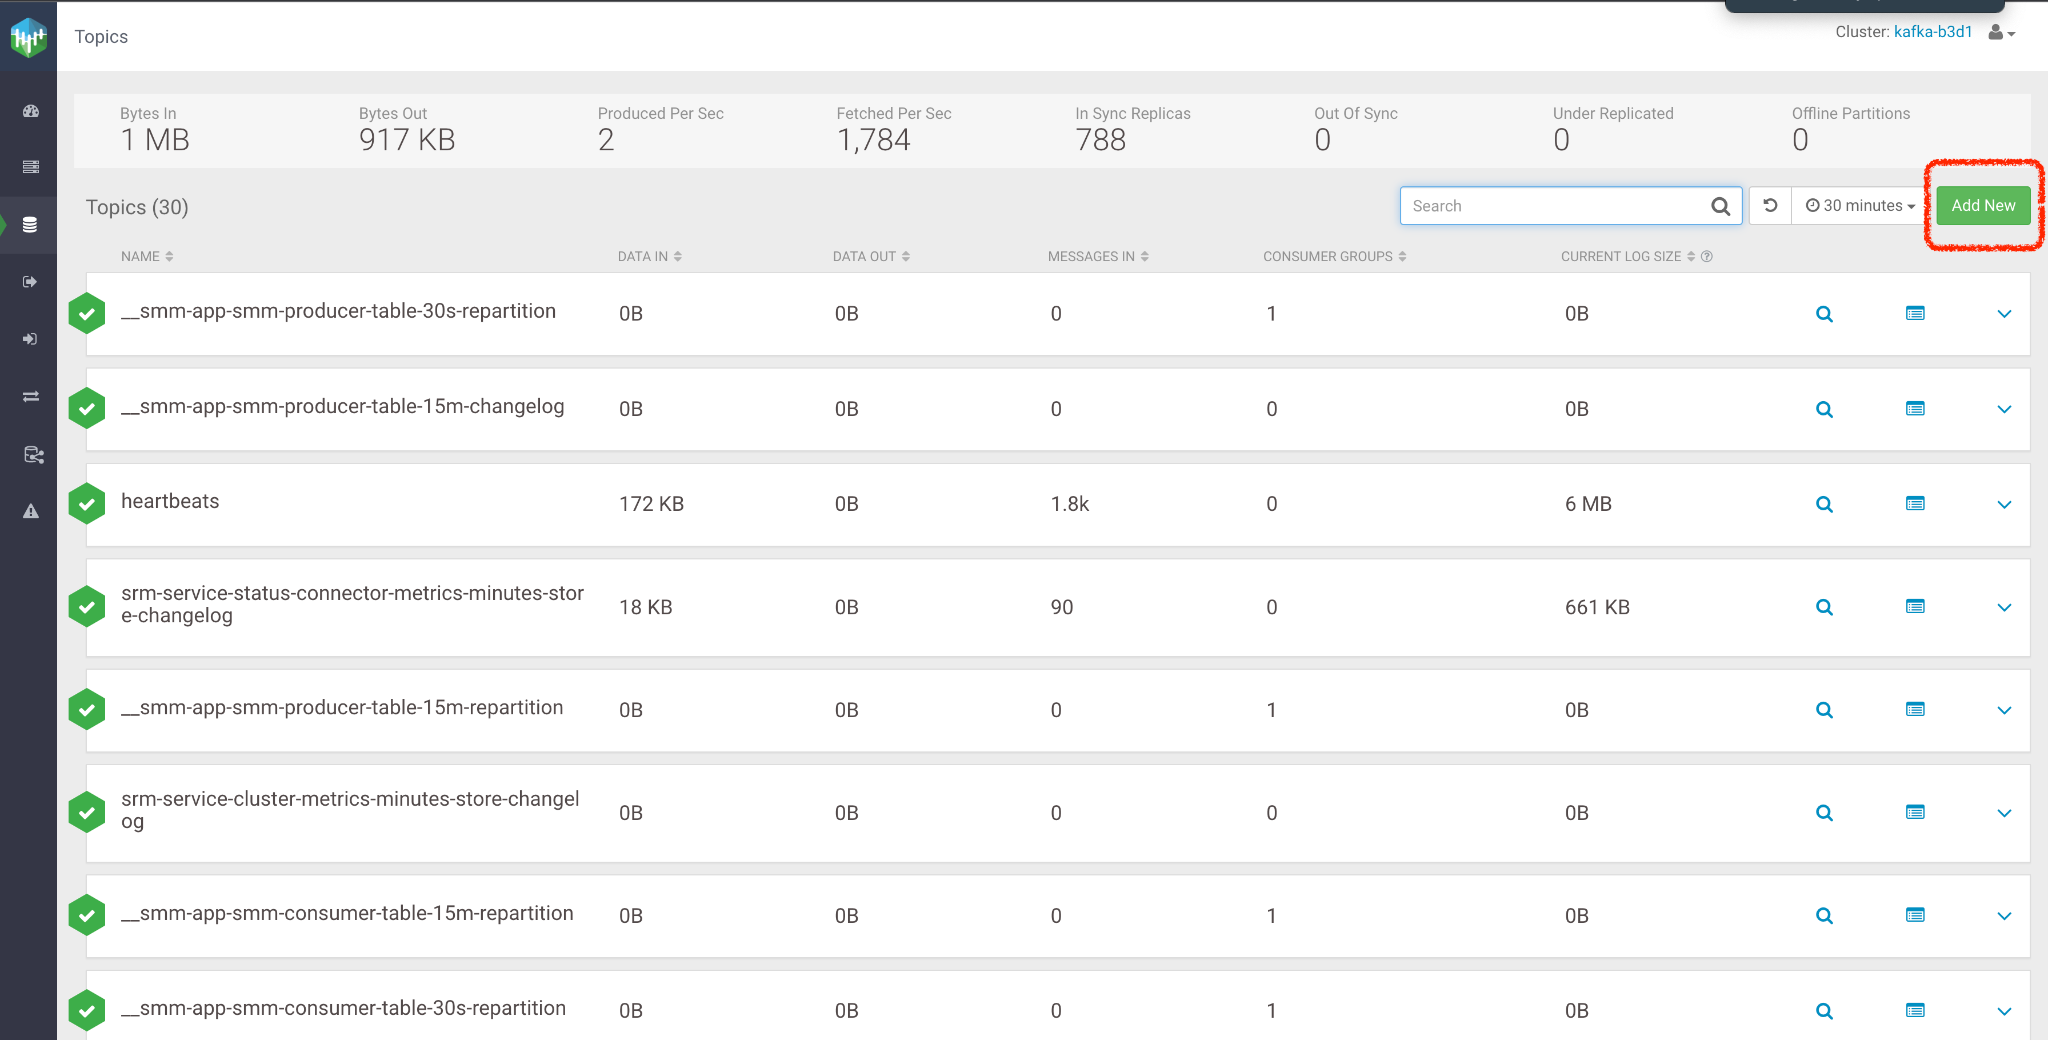 Topics
Cluster: kafka-b3d1
Bytes In
1 MB
Bytes Out
917 KB
Produced Per Sec
2
Fetched Per Sec
1,784
In Sync Replicas
788
Out Of Sync
0
Under Replicated
0
Offline Partitions
0
Topics (30)
Search
30 minutes
Add New
NAME DATA IN DATA OUT MESSAGES IN CONSUMER GROUPS CURRENT LOG SIZE
__smm-app-smm-producer-table-30s-repartition 0B 0B 0 1 0B
__smm-app-smm-producer-table-15m-changelog 0B 0B 0 0 0B
heartbeats 172 KB 0B 1.8k 0 6 MB
srm-service-status-connector-metrics-minutes-stor
e-changelog
18 KB 0B 90 0 661 KB
__smm-app-smm-producer-table-15m-repartition 0B 0B 0 1 0B
srm-service-cluster-metrics-minutes-store-changel
og
0B 0B 0 0 0B
__smm-app-smm-consumer-table-15m-repartition 0B 0B 0 1 0B
__smm-app-smm-consumer-table-30s-repartition 0B 0B 0 1 0B